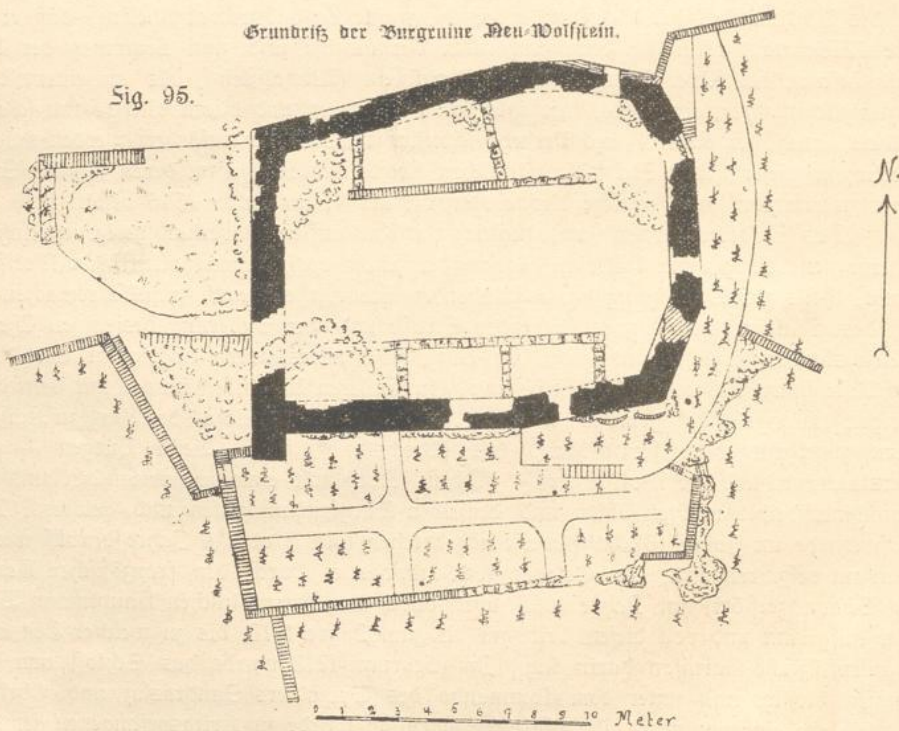 Grundriß der Burgruine Neu-Wolfstein.
Fig. 95.
N.
0 1 2 3 4 5 6 7 8 9 10 Meter